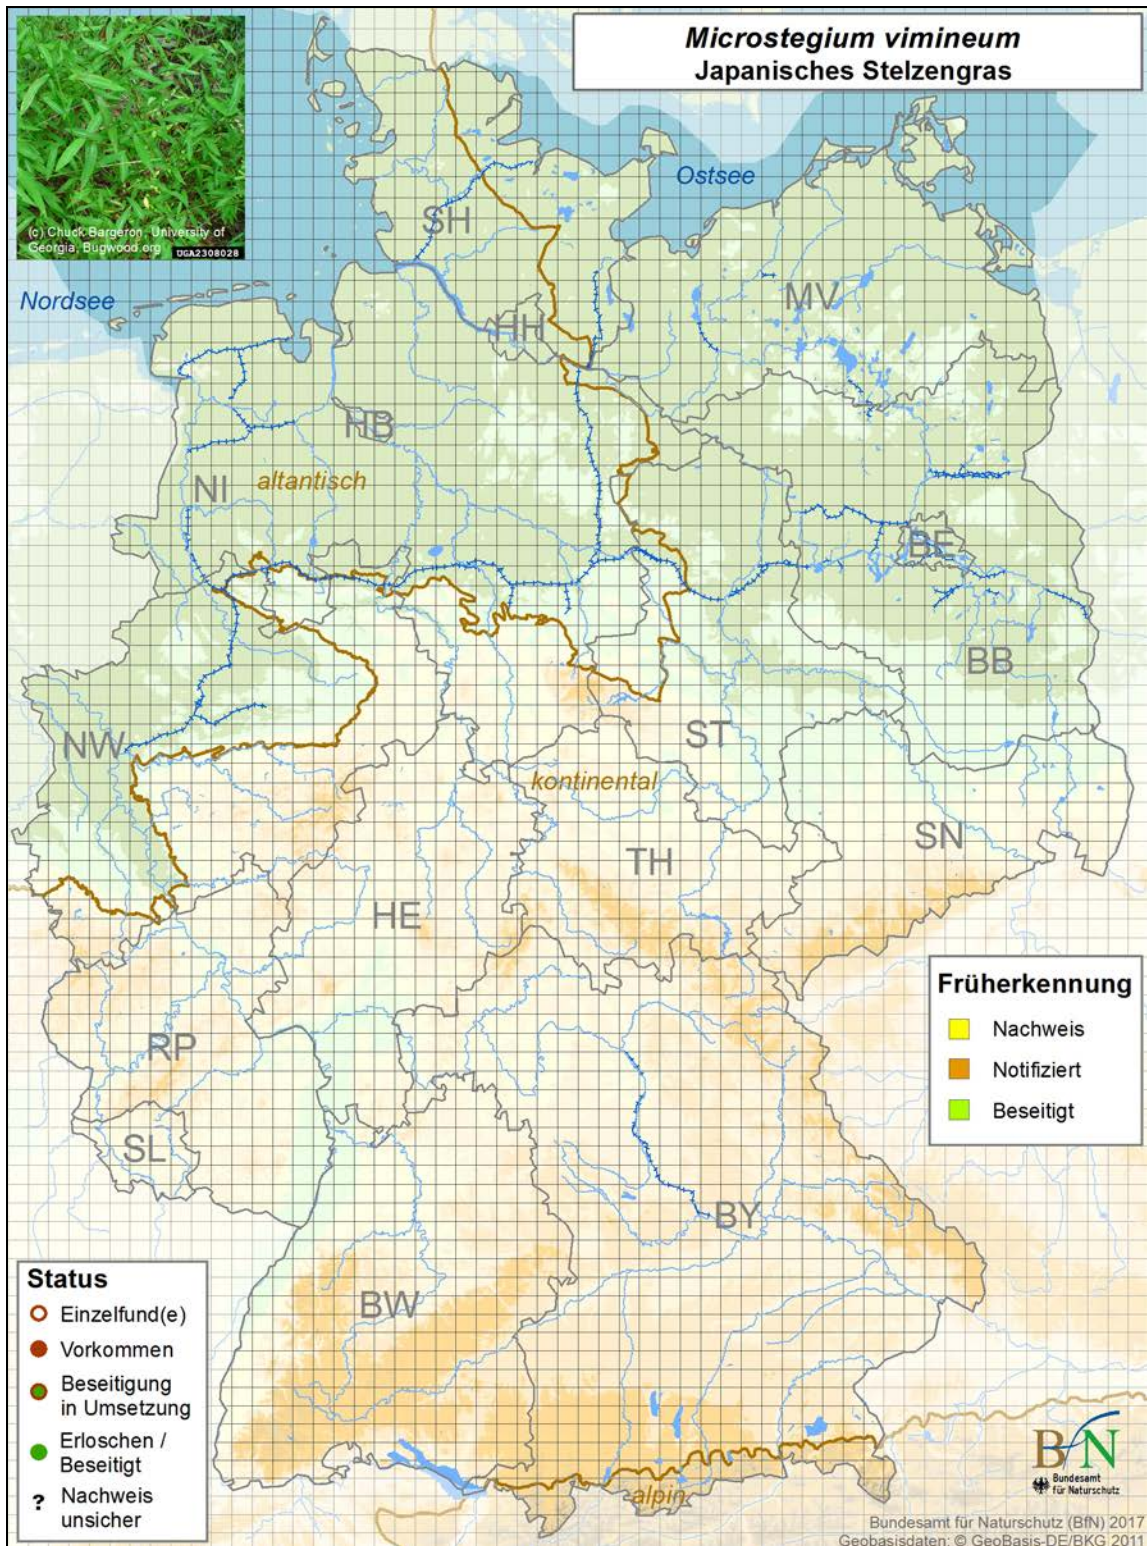 Microstegium vimineum
Japanisches Stelzengras
(c) Chuck Bargeron, University of
Georgia, Bugwood.org
UGA2308028
Nordsee
Ostsee
SH
HH
MV
HB
NI
altantisch
BE
BB
NW
ST
kontinental
SN
TH
HE
RP
SL
BY
BW
alpin
Früherkennung
Nachweis
Notifiziert
Beseitigt
Status
Einzelfund(e)
Vorkommen
Beseitigung
in Umsetzung
Erloschen /
Beseitigt
? Nachweis
unsicher
BfN
Bundesamt
für Naturschutz
Bundesamt für Naturschutz (BfN) 2017
Geobasisdaten: © GeoBasis-DE/BKG 2011